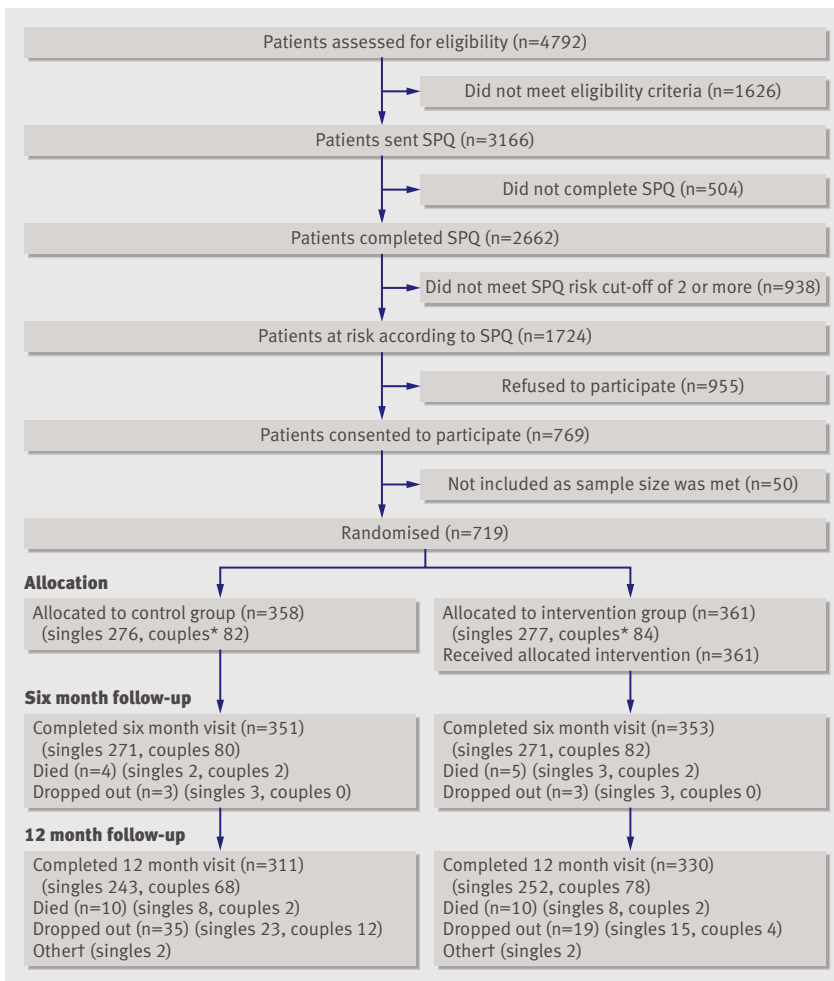 Patients assessed for eligibility (n=4792)
Did not meet eligibility criteria (n=1626)
Patients sent SPQ (n=3166)
Did not complete SPQ (n=504)
Patients completed SPQ (n=2662)
Did not meet SPQ risk cut-off of 2 or more (n=938)
Patients at risk according to SPQ (n=1724)
Refused to participate (n=955)
Patients consented to participate (n=769)
Not included as sample size was met (n=50)
Randomised (n=719)
Allocation
Allocated to control group (n=358)
(singles 276, couples* 82)
Allocated to intervention group (n=361)
(singles 277, couples* 84)
Received allocated intervention (n=361)
Six month follow-up
Completed six month visit (n=351)
(singles 271, couples 80)
Died (n=4) (singles 2, couples 2)
Dropped out (n=3) (singles 3, couples 0)
Completed six month visit (n=353)
(singles 271, couples 82)
Died (n=5) (singles 3, couples 2)
Dropped out (n=3) (singles 3, couples 0)
12 month follow-up
Completed 12 month visit (n=311)
(singles 243, couples 68)
Died (n=10) (singles 8, couples 2)
Dropped out (n=35) (singles 23, couples 12)
Other† (singles 2)
Completed 12 month visit (n=330)
(singles 252, couples 78)
Died (n=10) (singles 8, couples 2)
Dropped out (n=19) (singles 15, couples 4)
Other† (singles 2)